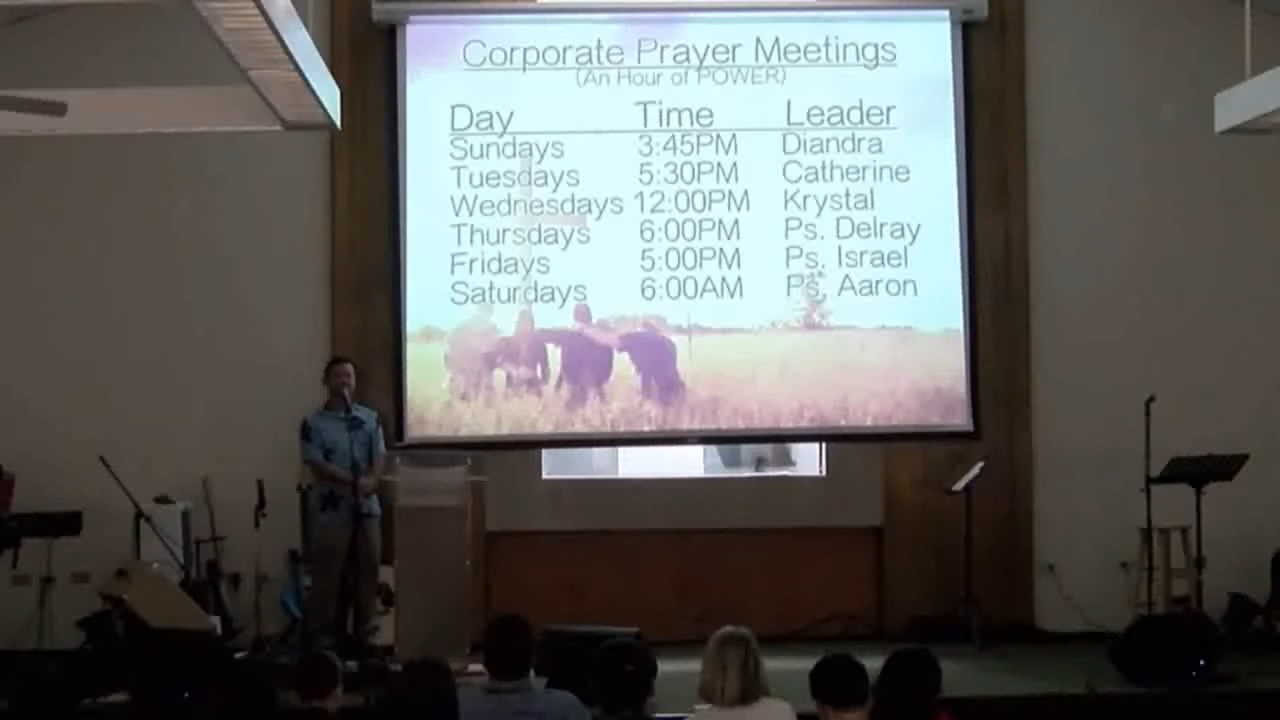 Corporate Prayer Meetings
(An Hour of POWER)
Day Time Leader
Sundays 3:45PM Diandra
Tuesdays 5:30PM Catherine
Wednesdays 12:00PM Krystal
Thursdays 6:00PM Ps. Delray
Fridays 5:00PM Ps. Israel
Saturdays 6:00AM Ps. Aaron